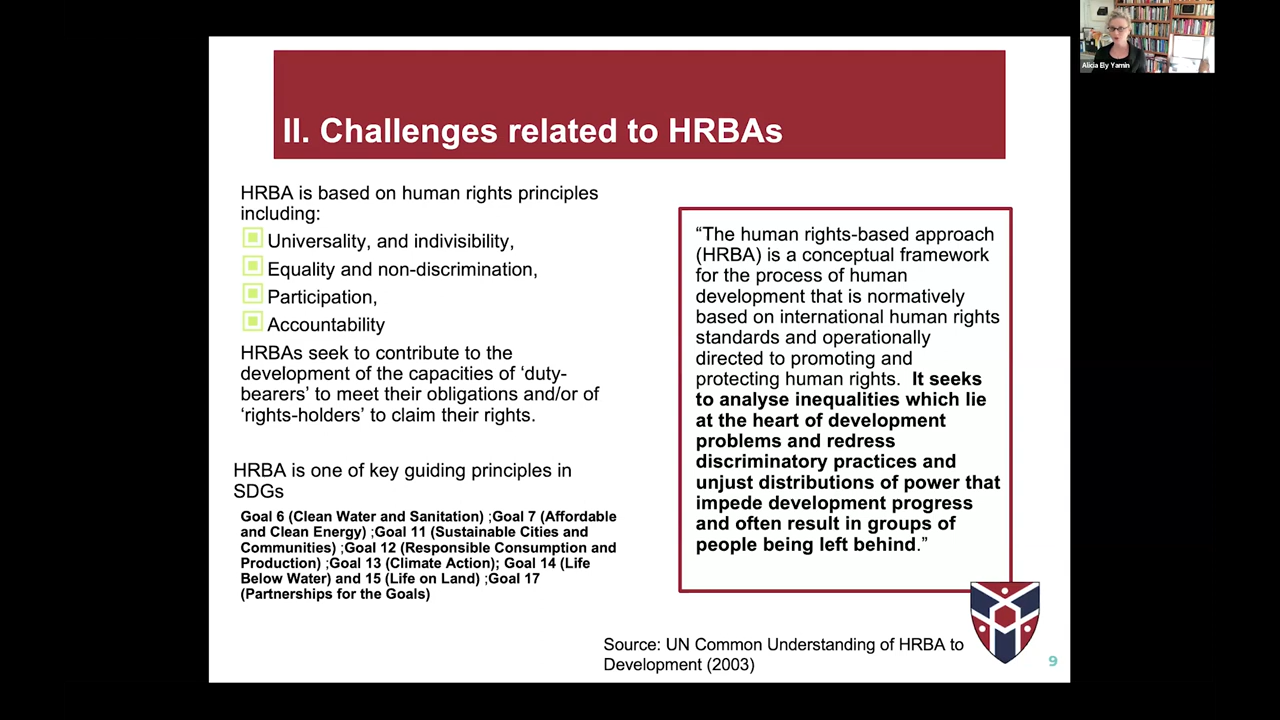 Alicia Ely Yamin
II. Challenges related to HRBAs
HRBA is based on human rights principles
including:
Universality, and indivisibility,
Equality and non-discrimination,
Participation,
Accountability
HRBAs seek to contribute to the
development of the capacities of ‘duty-
bearers’ to meet their obligations and/or of
‘rights-holders’ to claim their rights.
HRBA is one of key guiding principles in
SDGs
Goal 6 (Clean Water and Sanitation) ;Goal 7 (Affordable
and Clean Energy) ;Goal 11 (Sustainable Cities and
Communities) ;Goal 12 (Responsible Consumption and
Production) ;Goal 13 (Climate Action); Goal 14 (Life
Below Water) and 15 (Life on Land) ;Goal 17
(Partnerships for the Goals)
“The human rights-based approach
(HRBA) is a conceptual framework
for the process of human
development that is normatively
based on international human rights
standards and operationally
directed to promoting and
protecting human rights. It seeks
to analyse inequalities which lie
at the heart of development
problems and redress
discriminatory practices and
unjust distributions of power that
impede development progress
and often result in groups of
people being left behind.”
Source: UN Common Understanding of HRBA to
Development (2003)
9